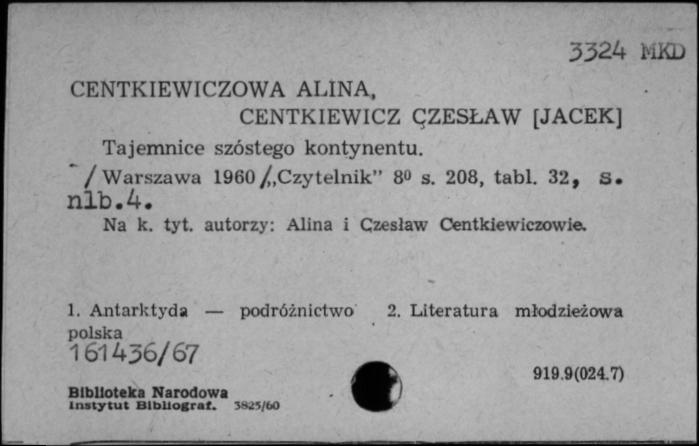 3324 MKD
CENTKIEWICZOWA ALINA,
CENTKIEWICZ CZESŁAW [JACEK]
Tajemnice szóstego kontynentu.
/Warszawa 1960/„Czytelnik” 8⁰ s. 208, tabl. 32, s.
nlb.4.
Na k. tyt. autorzy: Alina i Czesław Centkiewiczowie.
1. Antarktyda — podróżnictwo 2. Literatura młodzieżowa
polska
161436/67
919.9(024.7)
Biblioteka Narodowa
Instytut Bibliograf. 3825/60